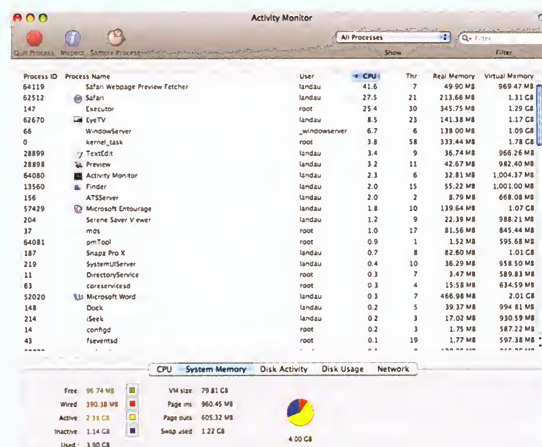 Activity Monitor
Quit Process Inspect Sample Process
All Processes
Show
Filter
Filter
Process ID Process Name User CPU Thr Real Memory Virtual Memory
64119 Safari Webpage Preview Fetcher landau 41.6 7 49.90 MB 969.47 MB
62512 Safari landau 27.5 21 213.66 MB 1.31 GB
147 Executor root 25.4 30 345.75 MB 1.29 GB
62670 EyeTV landau 8.5 23 141.38 MB 1.17 GB
66 WindowServer _windowserver 6.7 6 138.00 MB 1.09 GB
0 kernel_task root 3.8 58 333.44 MB 1.78 GB
28899 TextEdit landau 3.4 9 36.74 MB 966.26 MB
28898 Preview landau 3.2 11 42.67 MB 982.40 MB
64080 Activity Monitor landau 2.3 6 32.81 MB 1,004.37 MB
13560 Finder landau 2.0 15 55.22 MB 1,001.00 MB
156 ATSServer landau 2.0 2 8.79 MB 668.08 MB
57429 Microsoft Entourage landau 1.8 10 139.64 MB 1.07 GB
204 Serene Saver Viewer landau 1.2 9 22.39 MB 988.21 MB
37 mds root 1.0 17 81.56 MB 645.44 MB
64081 pmTool root 0.9 1 1.52 MB 595.68 MB
187 Snapz Pro X landau 0.7 8 82.60 MB 1.01 GB
219 SystemUIServer landau 0.4 10 36.29 MB 958.50 MB
11 DirectoryService root 0.3 7 3.47 MB 589.83 MB
63 coreservicesd root 0.3 4 15.58 MB 634.59 MB
52020 Microsoft Word landau 0.3 7 466.98 MB 2.01 GB
148 Dock landau 0.2 5 39.37 MB 994.81 MB
214 iSeek landau 0.2 3 17.02 MB 930.59 MB
14 configd root 0.2 3 1.75 MB 587.22 MB
43 fseventsd root 0.1 19 1.77 MB 597.38 MB
CPU System Memory Disk Activity Disk Usage Network
Free: 96.74 MB VM size: 79.81 GB
Wired: 390.38 MB Page ins: 960.45 MB
Active: 2.31 GB Page outs: 605.32 MB
Inactive: 1.14 GB Swap used: 1.22 GB
Used: 3.90 GB
4.00 GB